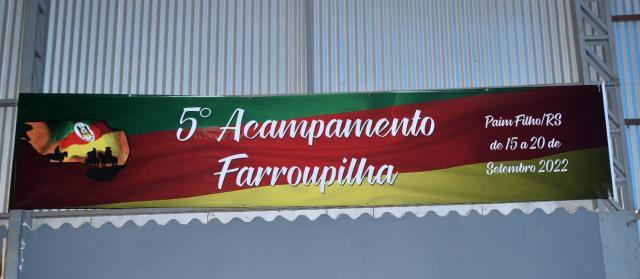 5° Acampamento
Farroupilha
Paim Filho/RS
de 15 a 20 de
Setembro 2022